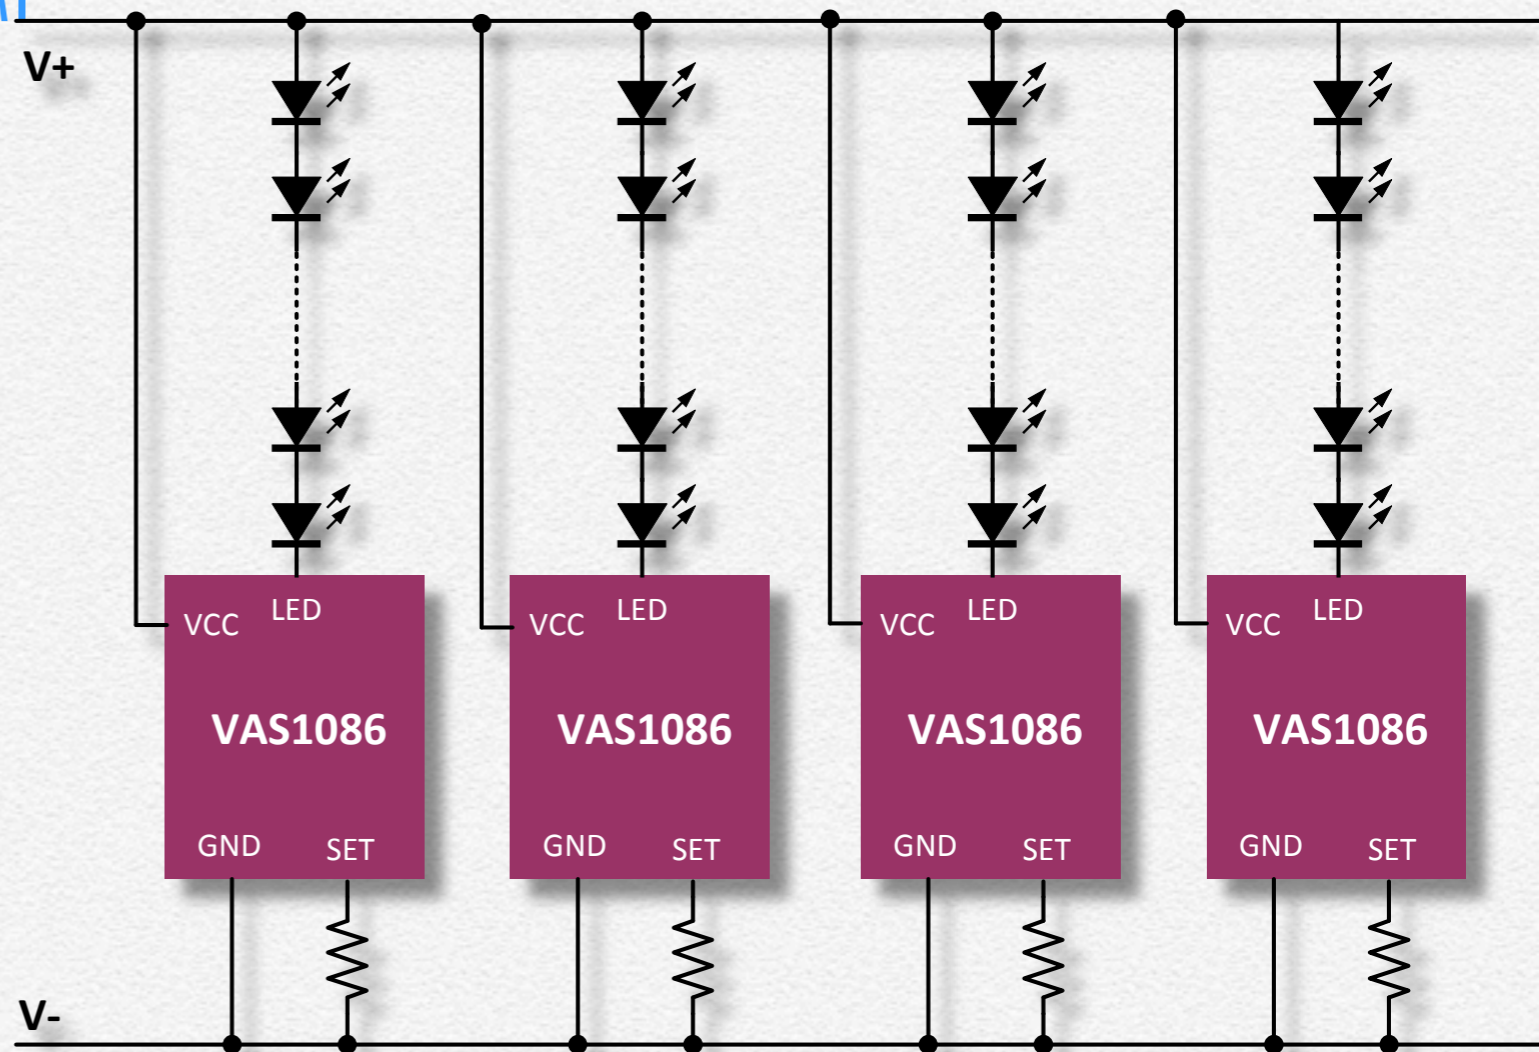 V+
VCC LED
VAS1086
GND SET
VCC LED
VAS1086
GND SET
VCC LED
VAS1086
GND SET
VCC LED
VAS1086
GND SET
V-